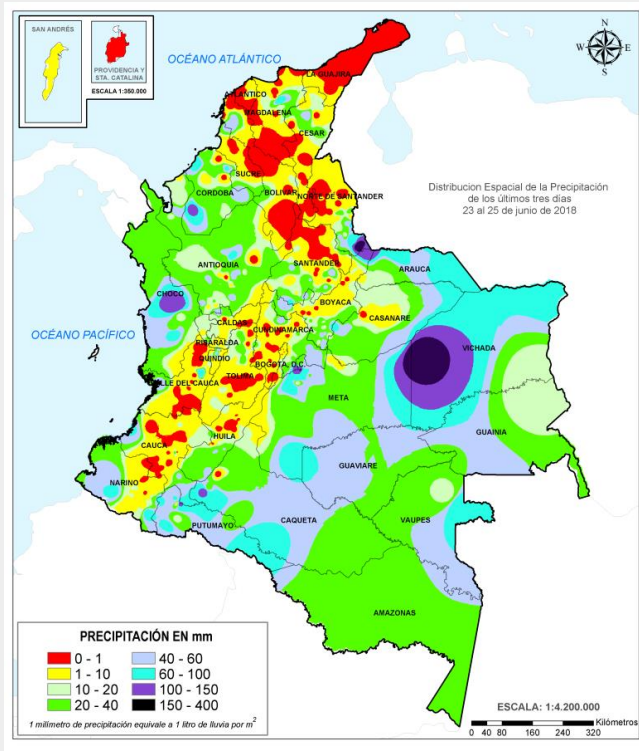 SAN ANDRÉS
PROVIDENCIA Y
STA. CATALINA
ESCALA 1:350.000
OCÉANO ATLÁNTICO
N
W
E
S
LA GUAJIRA
ATLANTICO
MAGDALENA
CESAR
SUCRE
CORDOBA
BOLIVAR
NORTE DE SANTANDER
Distribucion Espacial de la Precipitación
de los últimos tres días
23 al 25 de junio de 2018
ANTIOQUIA
SANTANDER
ARAUCA
CHOCO
BOYACA
CASANARE
OCÉANO PACÍFICO
CALDAS
CUNDINAMARCA
RISARALDA
VICHADA
QUINDIO
BOGOTA, D.C.
TOLIMA
VALLE DEL CAUCA
META
GUAINIA
HUILA
CAUCA
GUAVIARE
NARINO
CAQUETA
VAUPES
PUTUMAYO
AMAZONAS
PRECIPITACIÓN EN mm
0 - 1
40 - 60
1 - 10
60 - 100
10 - 20
100 - 150
20 - 40
150 - 400
1 milímetro de precipitación equivale a 1 litro de lluvia por m²
ESCALA: 1:4.200.000
Kilómetros
0 40 80 160 240 320